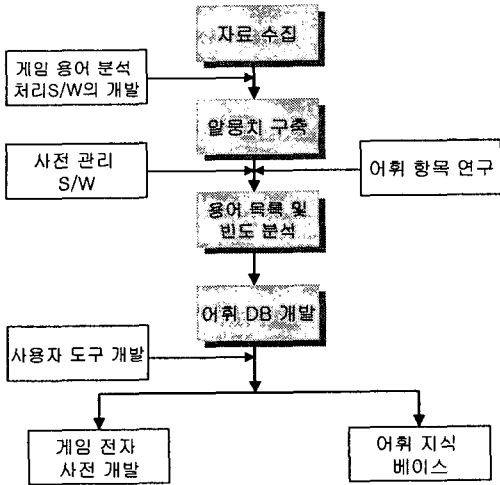 자료 수집
게임 용어 분석
처리S/W의 개발
말뭉치 구축
사전 관리
S/W
어휘 항목 연구
용어 목록 및
빈도 분석
어휘 DB 개발
사용자 도구 개발
게임 전자
사전 개발
어휘 지식
베이스